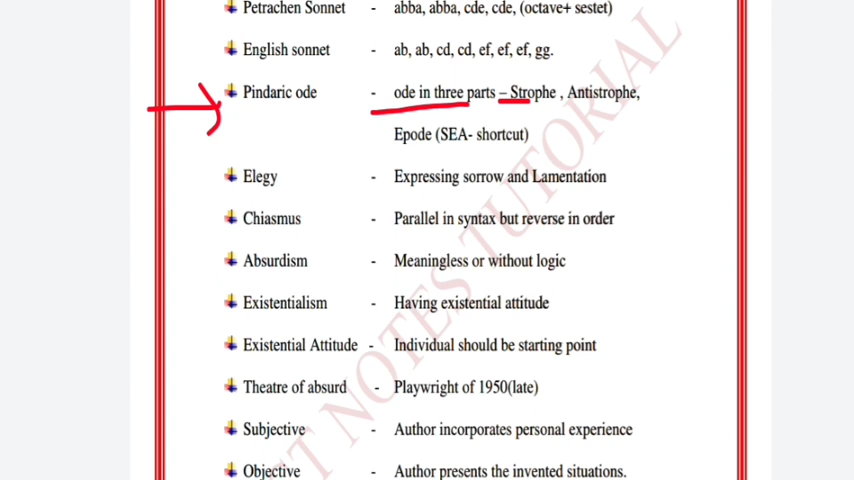 Petrachen Sonnet - abba, abba, cde, cde, (octave+ sestet)
English sonnet - ab, ab, cd, cd, ef, ef, ef, gg.
Pindaric ode - ode in three parts – Strophe , Antistrophe,
Epode (SEA- shortcut)
Elegy - Expressing sorrow and Lamentation
Chiasmus - Parallel in syntax but reverse in order
Absurdism - Meaningless or without logic
Existentialism - Having existential attitude
Existential Attitude - Individual should be starting point
Theatre of absurd - Playwright of 1950(late)
Subjective - Author incorporates personal experience
Objective - Author presents the invented situations.
NOTES TUTORIAL